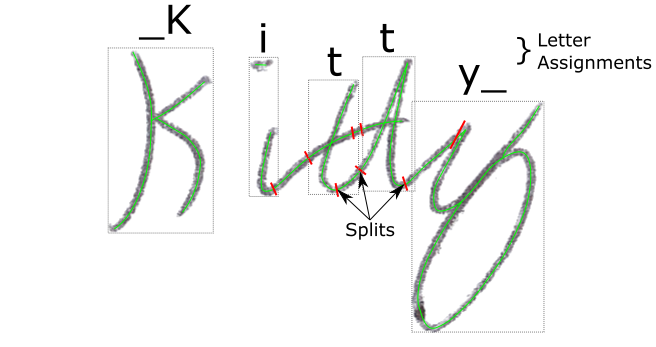 _K i t t y_
} Letter Assignments
Kitty
Splits